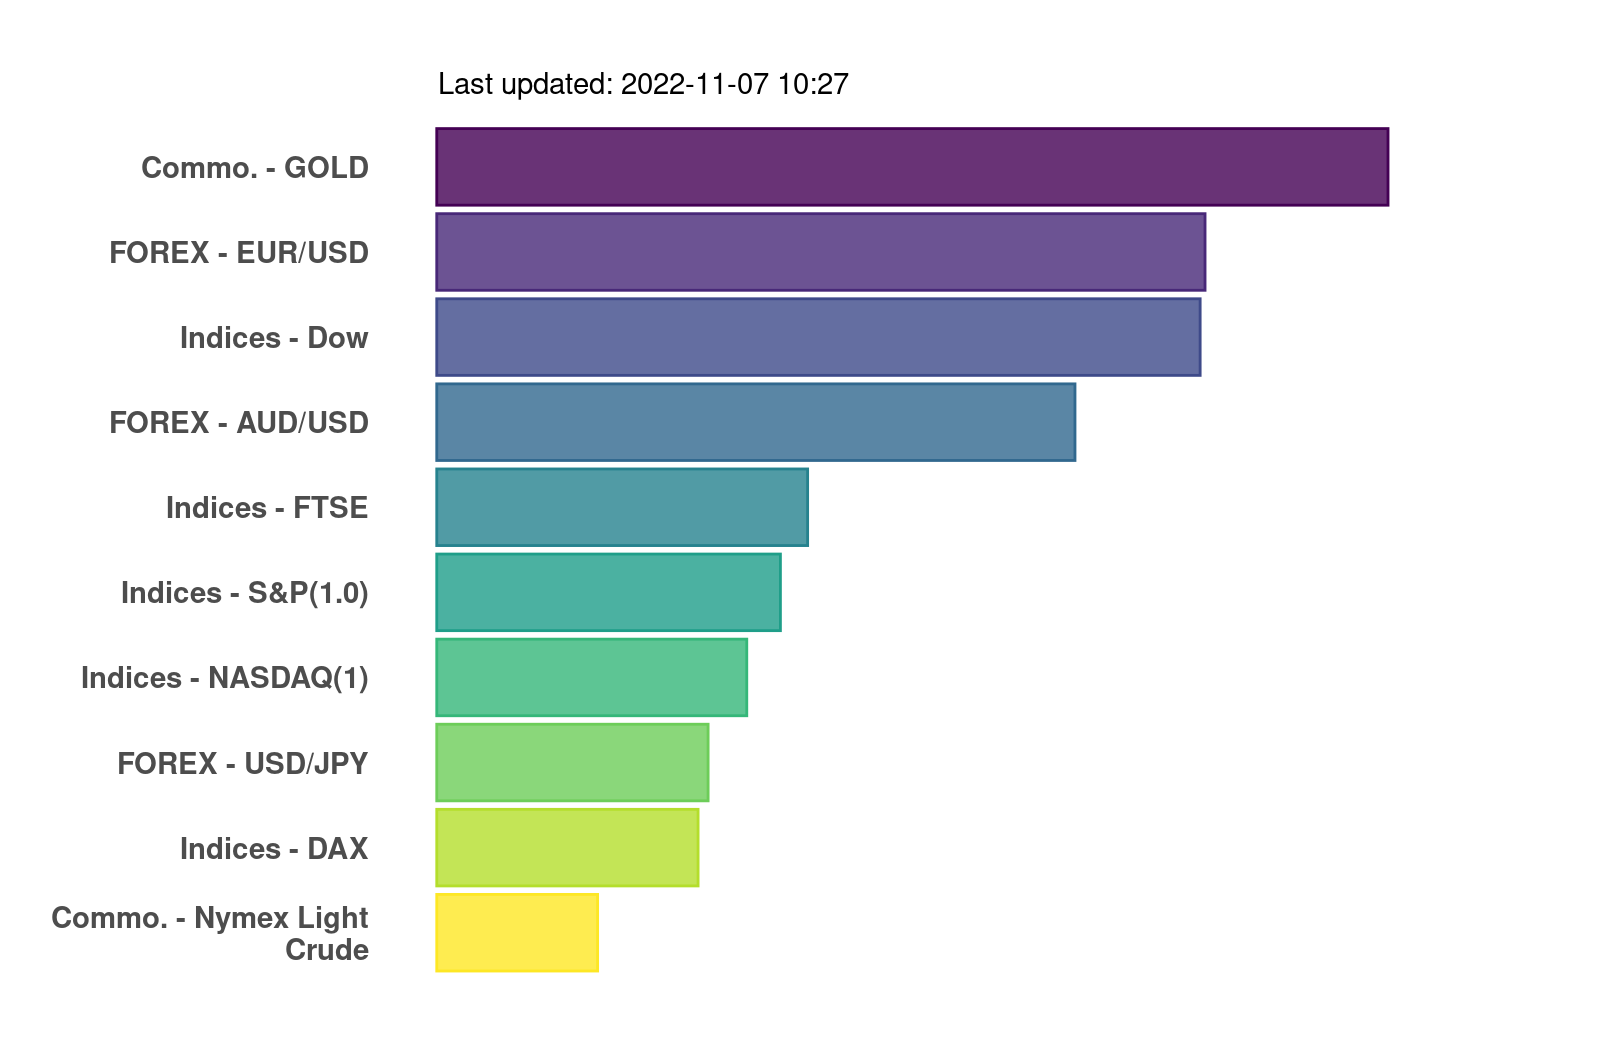 Last updated: 2022-11-07 10:27
Commo. - GOLD
FOREX - EUR/USD
Indices - Dow
FOREX - AUD/USD
Indices - FTSE
Indices - S&P(1.0)
Indices - NASDAQ(1)
FOREX - USD/JPY
Indices - DAX
Commo. - Nymex Light
Crude